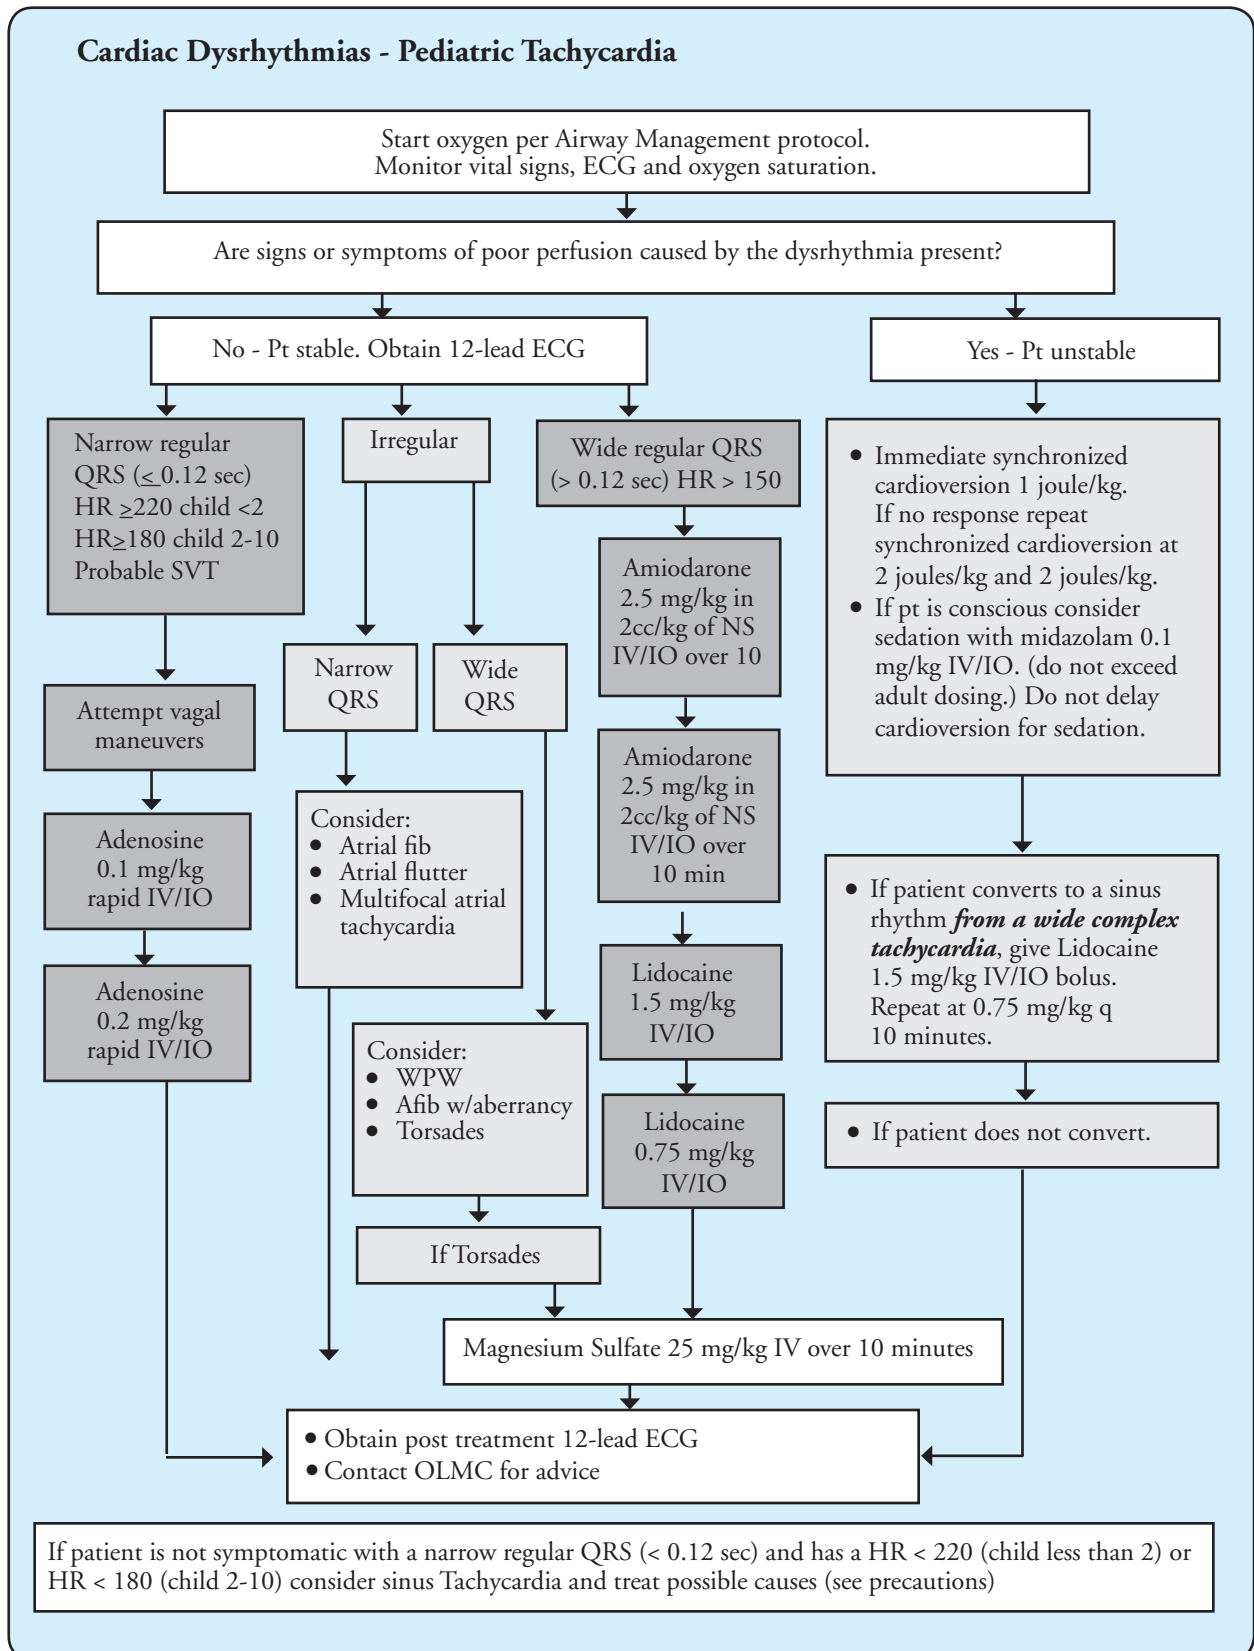 Cardiac Dysrhythmias - Pediatric Tachycardia
Start oxygen per Airway Management protocol.
Monitor vital signs, ECG and oxygen saturation.
Are signs or symptoms of poor perfusion caused by the dysrhythmia present?
No - Pt stable. Obtain 12-lead ECG
Yes - Pt unstable
Narrow regular
QRS (≤0.12 sec)
HR ≥220 child <2
HR≥180 child 2-10
Probable SVT
Attempt vagal
maneuvers
Adenosine
0.1 mg/kg
rapid IV/IO
Adenosine
0.2 mg/kg
rapid IV/IO
Irregular
Narrow
QRS
Wide
QRS
Consider:
• Atrial fib
• Atrial flutter
• Multifocal atrial
tachycardia
Consider:
• WPW
• Afib w/aberrancy
• Torsades
If Torsades
Wide regular QRS
(> 0.12 sec) HR > 150
Amiodarone
2.5 mg/kg in
2cc/kg of NS
IV/IO over 10
Amiodarone
2.5 mg/kg in
2cc/kg of NS
IV/IO over
10 min
Lidocaine
1.5 mg/kg
IV/IO
Lidocaine
0.75 mg/kg
IV/IO
Magnesium Sulfate 25 mg/kg IV over 10 minutes
• Immediate synchronized
cardioversion 1 joule/kg.
If no response repeat
synchronized cardioversion at
2 joules/kg and 2 joules/kg.
• If pt is conscious consider
sedation with midazolam 0.1
mg/kg IV/IO. (do not exceed
adult dosing.) Do not delay
cardioversion for sedation.
• If patient converts to a sinus
rhythm from a wide complex
tachycardia, give Lidocaine
1.5 mg/kg IV/IO bolus.
Repeat at 0.75 mg/kg q
10 minutes.
• If patient does not convert.
• Obtain post treatment 12-lead ECG
• Contact OLMC for advice
If patient is not symptomatic with a narrow regular QRS (< 0.12 sec) and has a HR < 220 (child less than 2) or
HR < 180 (child 2-10) consider sinus Tachycardia and treat possible causes (see precautions)